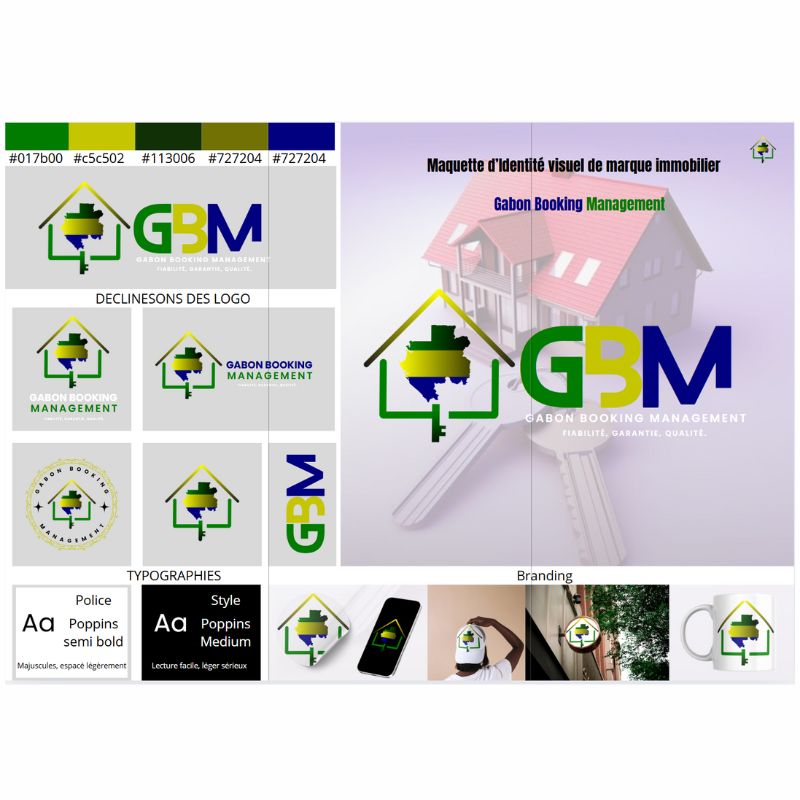 #017b00 #c5c502 #113006 #727204 #727204
GBM
GABON BOOKING MANAGEMENT
FIABILITÉ, GARANTIE, QUALITÉ.
DECLINESONS DES LOGO
GABON BOOKING
MANAGEMENT
FIABILITÉ, GARANTIE, QUALITÉ.
GABON BOOKING
MANAGEMENT
FIABILITÉ, GARANTIE, QUALITÉ.
GABON BOOKING
MANAGEMENT
GBM
TYPOGRAPHIES
Aa
Police
Poppins
semi bold
Majuscules, espacé légèrement
Aa
Style
Poppins
Medium
Lecture facile, léger sérieux
Maquette d'Identité visuel de marque immobilier
Gabon Booking Management
GBM
GABON BOOKING MANAGEMENT
FIABILITÉ, GARANTIE, QUALITÉ.
Branding